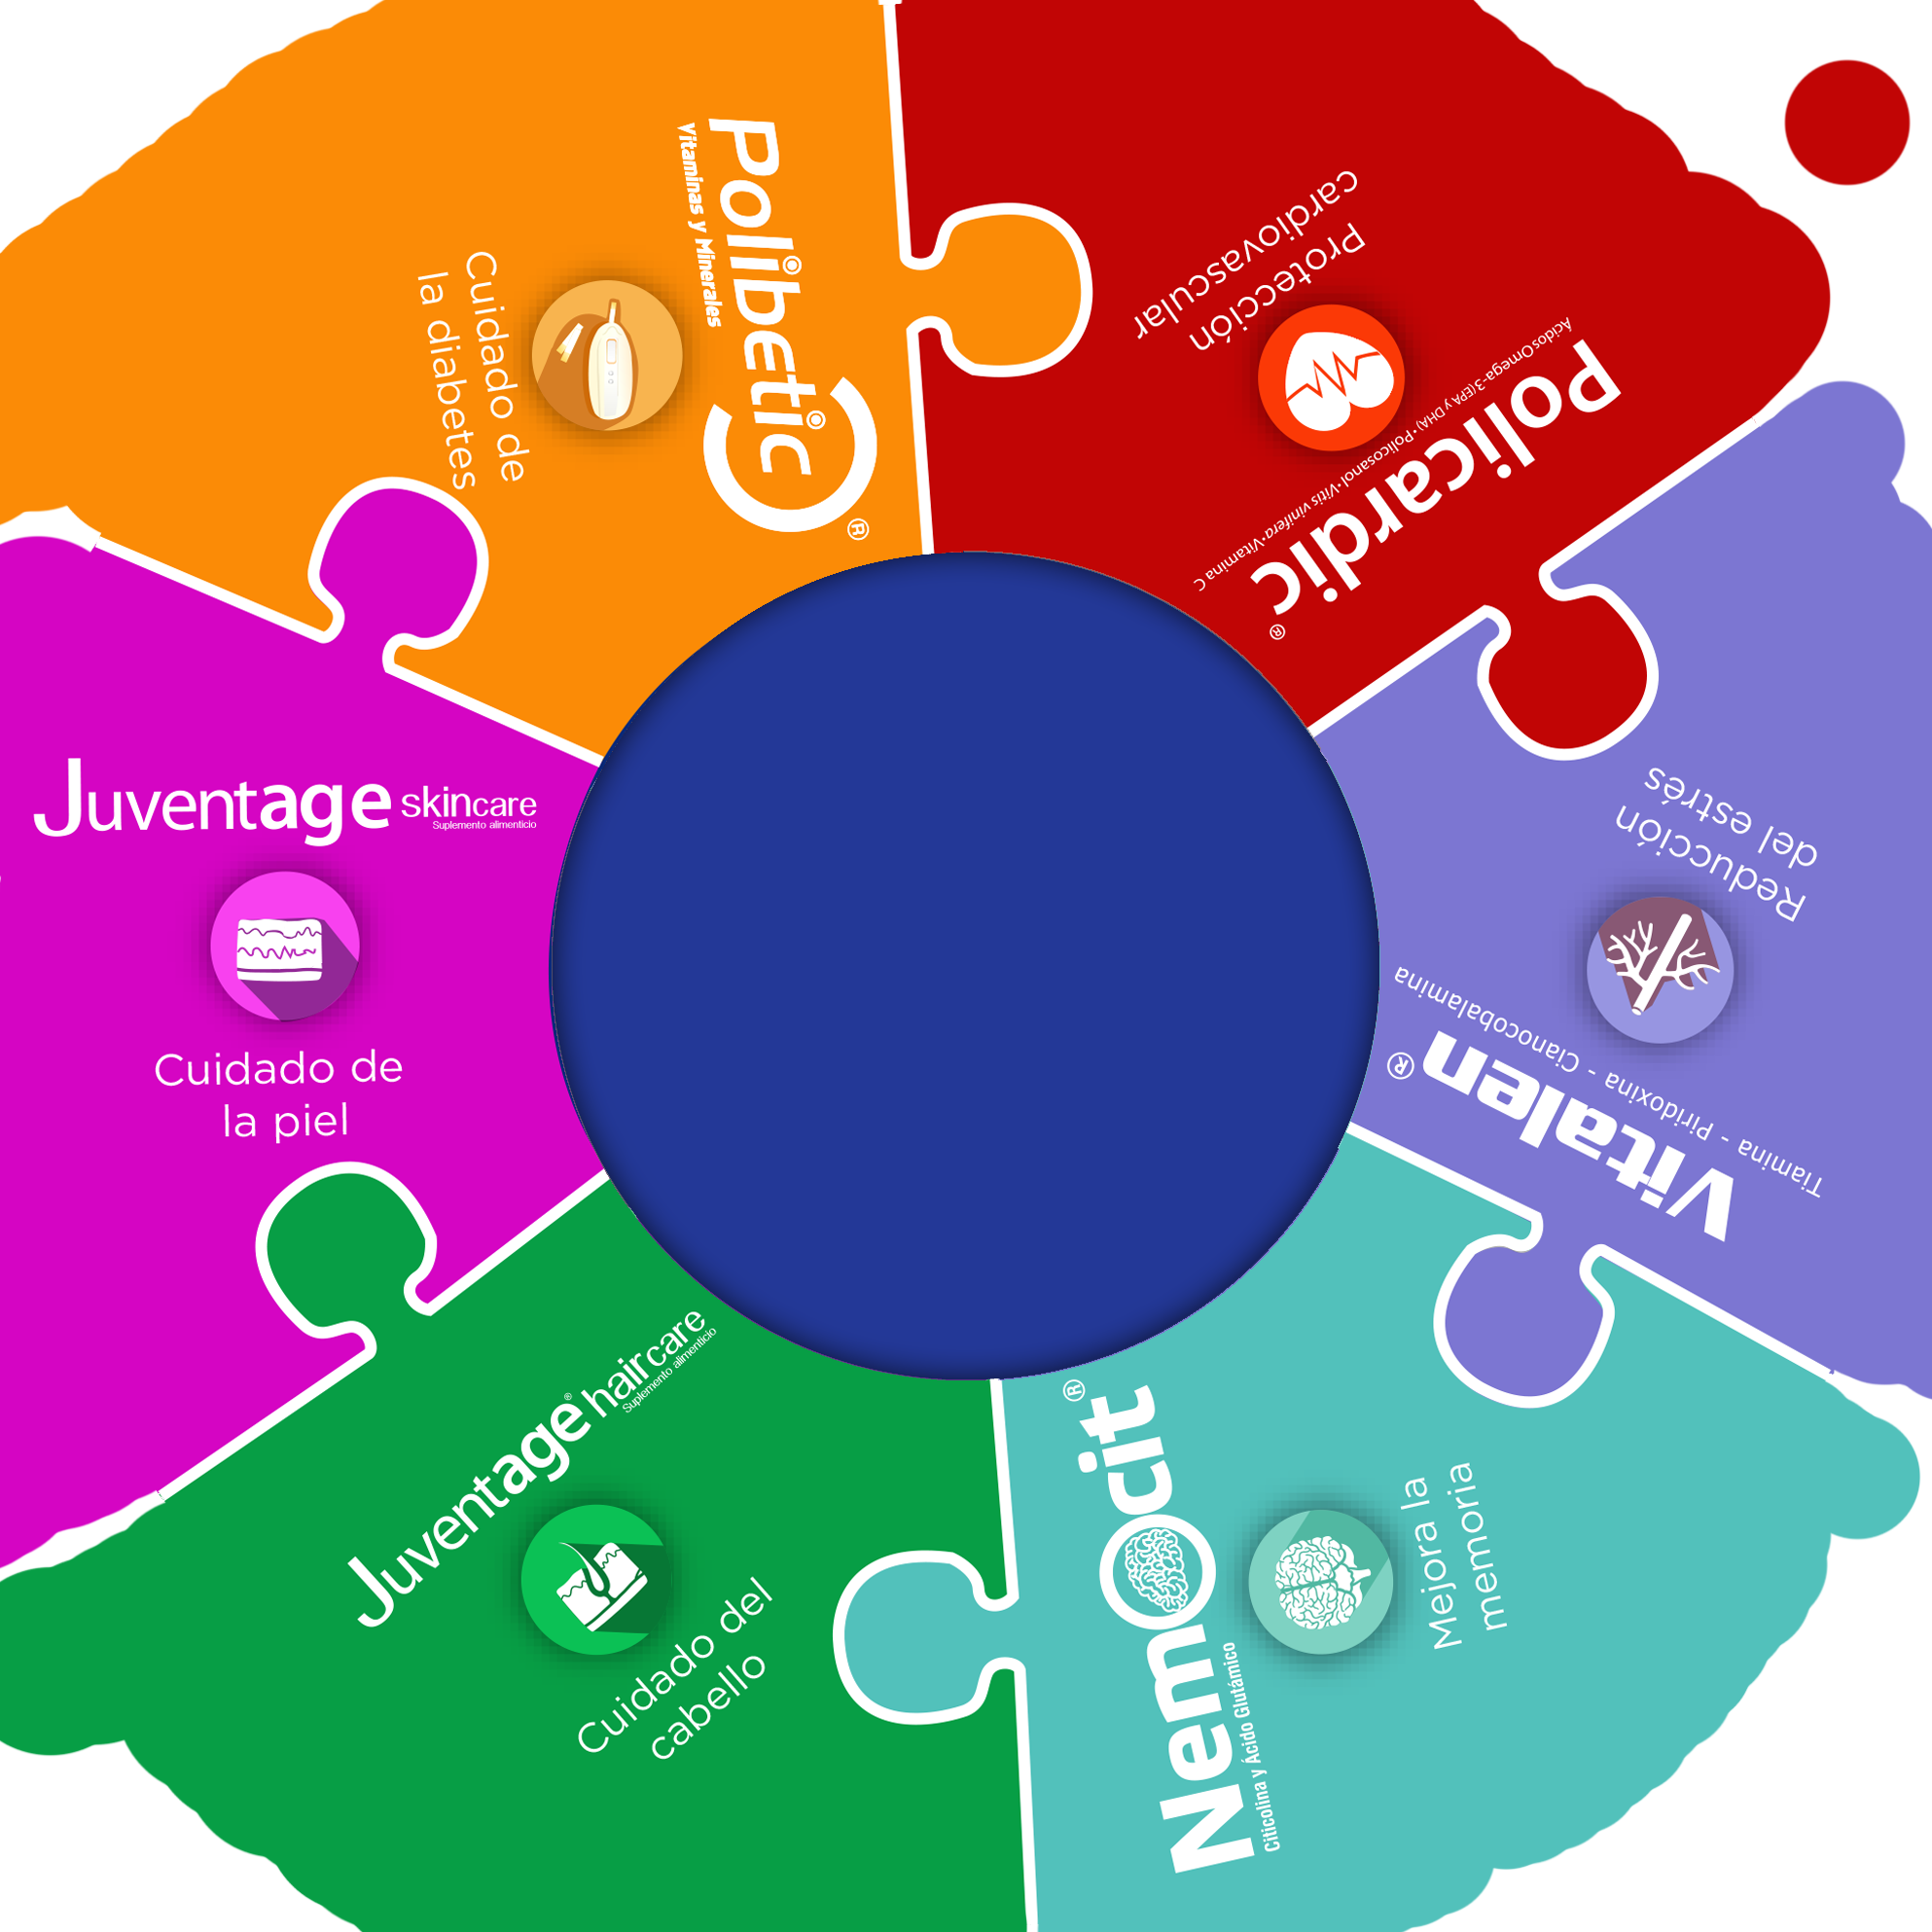 Polibetic®
Vitaminas y Minerales
Cuidado de
la diabetes
Policardic®
Ácidos Omega-3(EPA y DHA)•Policosanol•Vitis vinifera•Vitamina C
Protección
cardiovascular
Vitalen®
Tiamina - Piridoxina - Cianocobalamina
Reducción
del estrés
Nemocit®
Citicolina y Ácido Glutámico
Mejora la
memoria
Juventage® haircare
Suplemento alimenticio
Cuidado del
cabello
Juventage skincare
Suplemento alimenticio
Cuidado de
la piel